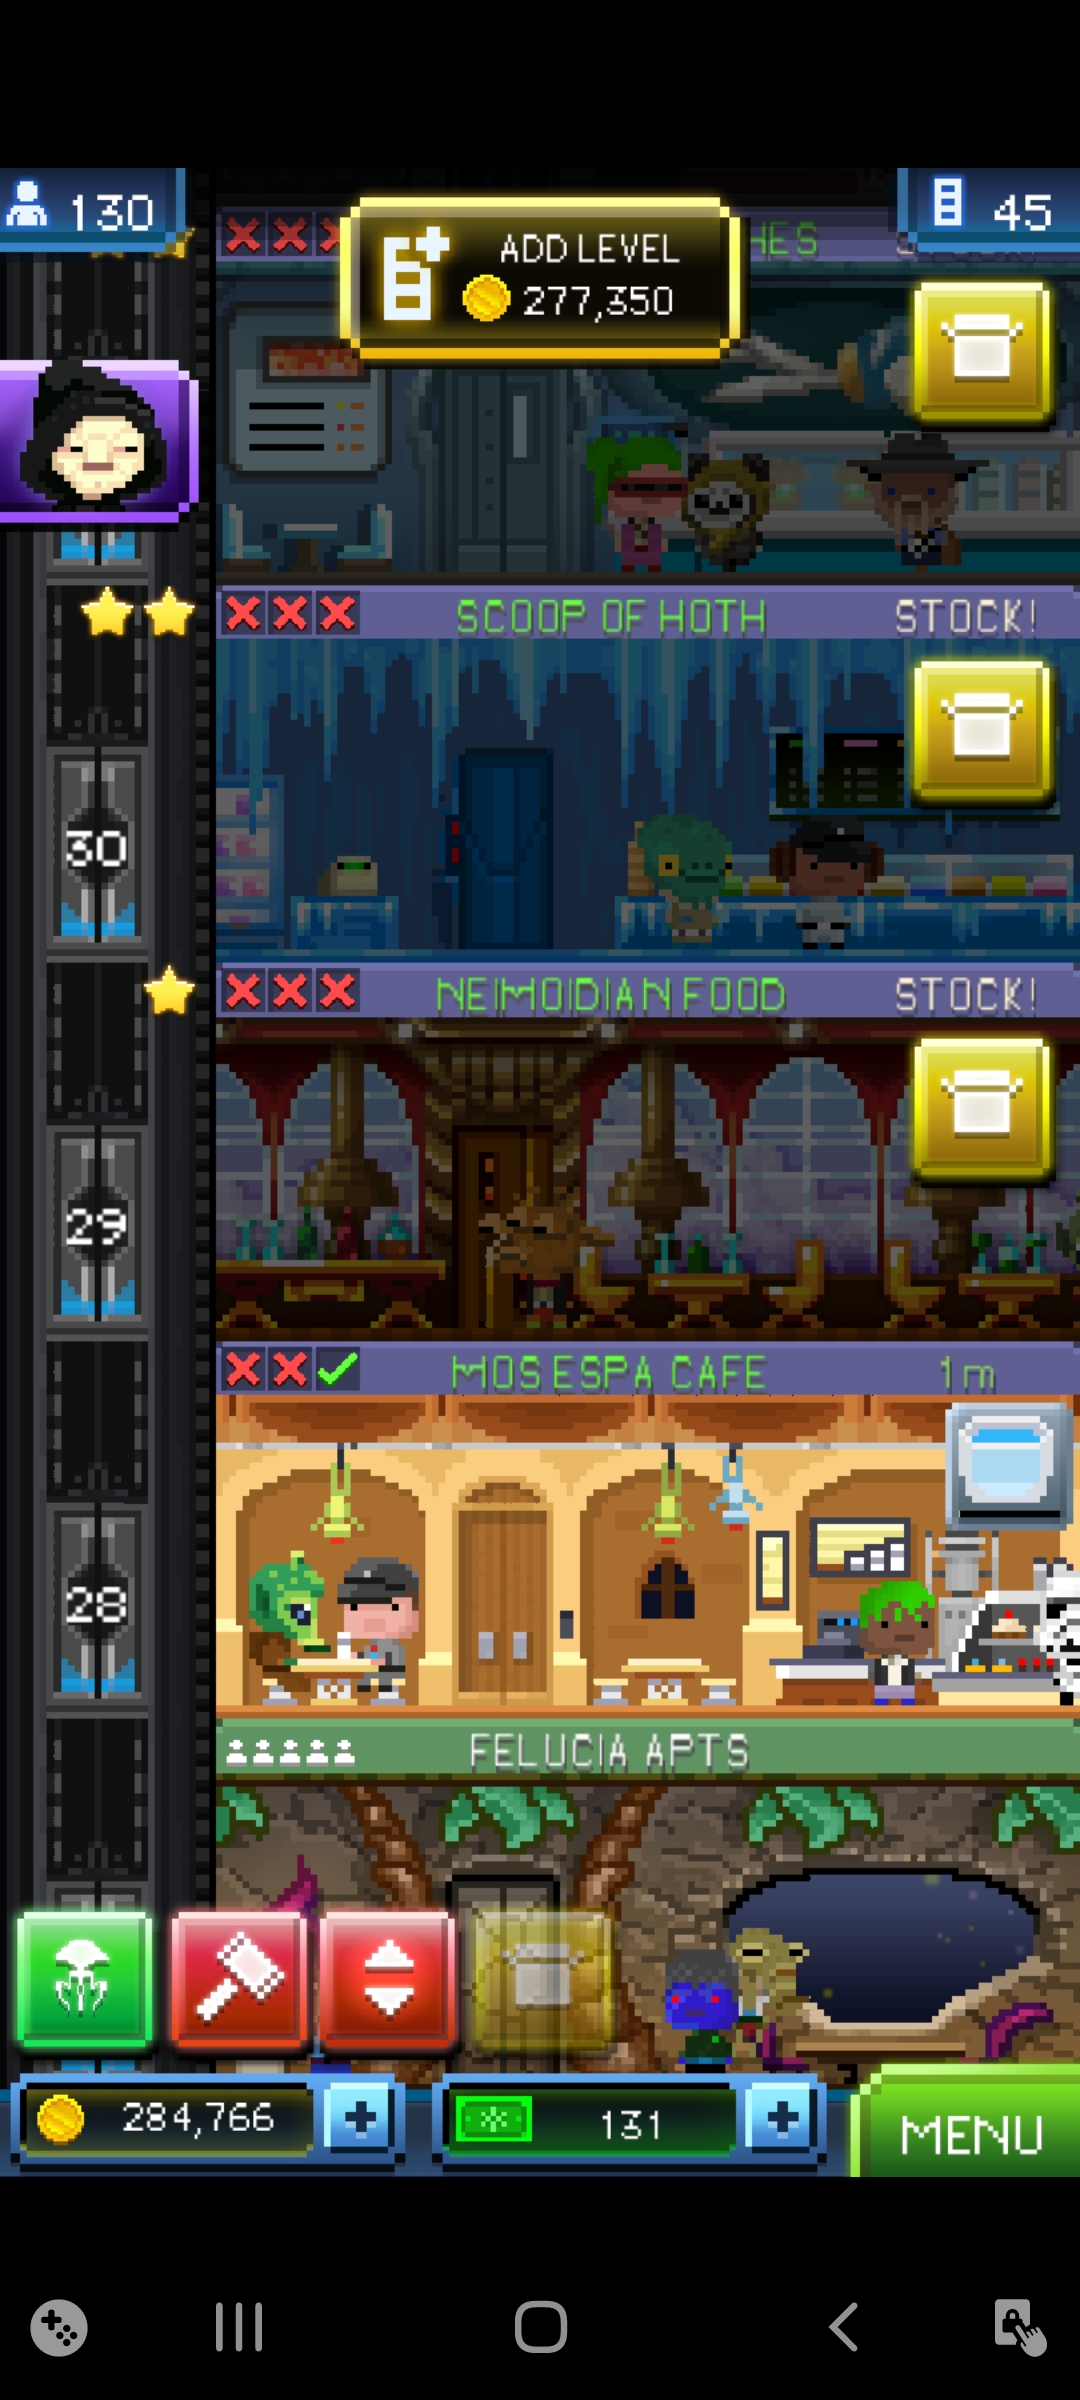 130
ADD LEVEL
277,350
45
SCOOP OF HOTH
STOCK!
30
NEIMOIDIAN FOOD
STOCK!
29
MOS ESPA CAFE
1m
28
FELUCIA APTS
284,766
131
MENU